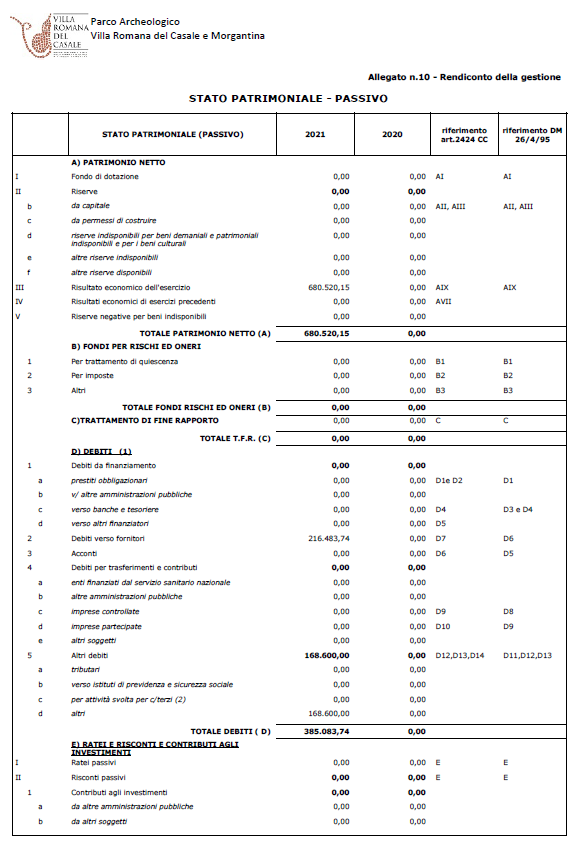 VILLA
ROMANA
DEL
CASALE
Parco Archeologico
Villa Romana del Casale e Morgantina
Allegato n.10 - Rendiconto della gestione
STATO PATRIMONIALE - PASSIVO
STATO PATRIMONIALE (PASSIVO) 2021 2020 riferimento art.2424 CC riferimento DM 26/4/95
A) PATRIMONIO NETTO
I Fondo di dotazione 0,00 0,00 AI AI
II Riserve 0,00 0,00
b da capitale 0,00 0,00 AII, AIII AII, AIII
c da permessi di costruire 0,00 0,00
d riserve indisponibili per beni demaniali e patrimoniali 0,00 0,00
indisponibili e per i beni culturali
e altre riserve indisponibili 0,00 0,00
f altre riserve disponibili 0,00 0,00
III Risultato economico dell'esercizio 680.520,15 0,00 AIX AIX
IV Risultati economici di esercizi precedenti 0,00 0,00 AVII
V Riserve negative per beni indisponibili 0,00 0,00
TOTALE PATRIMONIO NETTO (A) 680.520,15 0,00
B) FONDI PER RISCHI ED ONERI
1 Per trattamento di quiescenza 0,00 0,00 B1 B1
2 Per imposte 0,00 0,00 B2 B2
3 Altri 0,00 0,00 B3 B3
TOTALE FONDI RISCHI ED ONERI (B) 0,00 0,00
C)TRATTAMENTO DI FINE RAPPORTO 0,00 0,00 C C
TOTALE T.F.R. (C) 0,00 0,00
D) DEBITI (1)
1 Debiti da finanziamento 0,00 0,00
a prestiti obbligazionari 0,00 0,00 D1e D2 D1
b v/ altre amministrazioni pubbliche 0,00 0,00
c verso banche e tesoriere 0,00 0,00 D4 D3 e D4
d verso altri finanziatori 0,00 0,00 D5
2 Debiti verso fornitori 216.483,74 0,00 D7 D6
3 Acconti 0,00 0,00 D6 D5
4 Debiti per trasferimenti e contributi 0,00 0,00
a enti finanziati dal servizio sanitario nazionale 0,00 0,00
b altre amministrazioni pubbliche 0,00 0,00
c imprese controllate 0,00 0,00 D9 D8
d imprese partecipate 0,00 0,00 D10 D9
e altri soggetti 0,00 0,00
5 Altri debiti 168.600,00 0,00 D12,D13,D14 D11,D12,D13
a tributari 0,00 0,00
b verso istituti di previdenza e sicurezza sociale 0,00 0,00
c per attività svolta per c/terzi (2) 0,00 0,00
d altri 168.600,00 0,00
TOTALE DEBITI ( D) 385.083,74 0,00
E) RATEI E RISCONTI E CONTRIBUTI AGLI
INVESTIMENTI
I Ratei passivi 0,00 0,00 E E
II Risconti passivi 0,00 0,00 E E
1 Contributi agli investimenti 0,00 0,00
a da altre amministrazioni pubbliche 0,00 0,00
b da altri soggetti 0,00 0,00